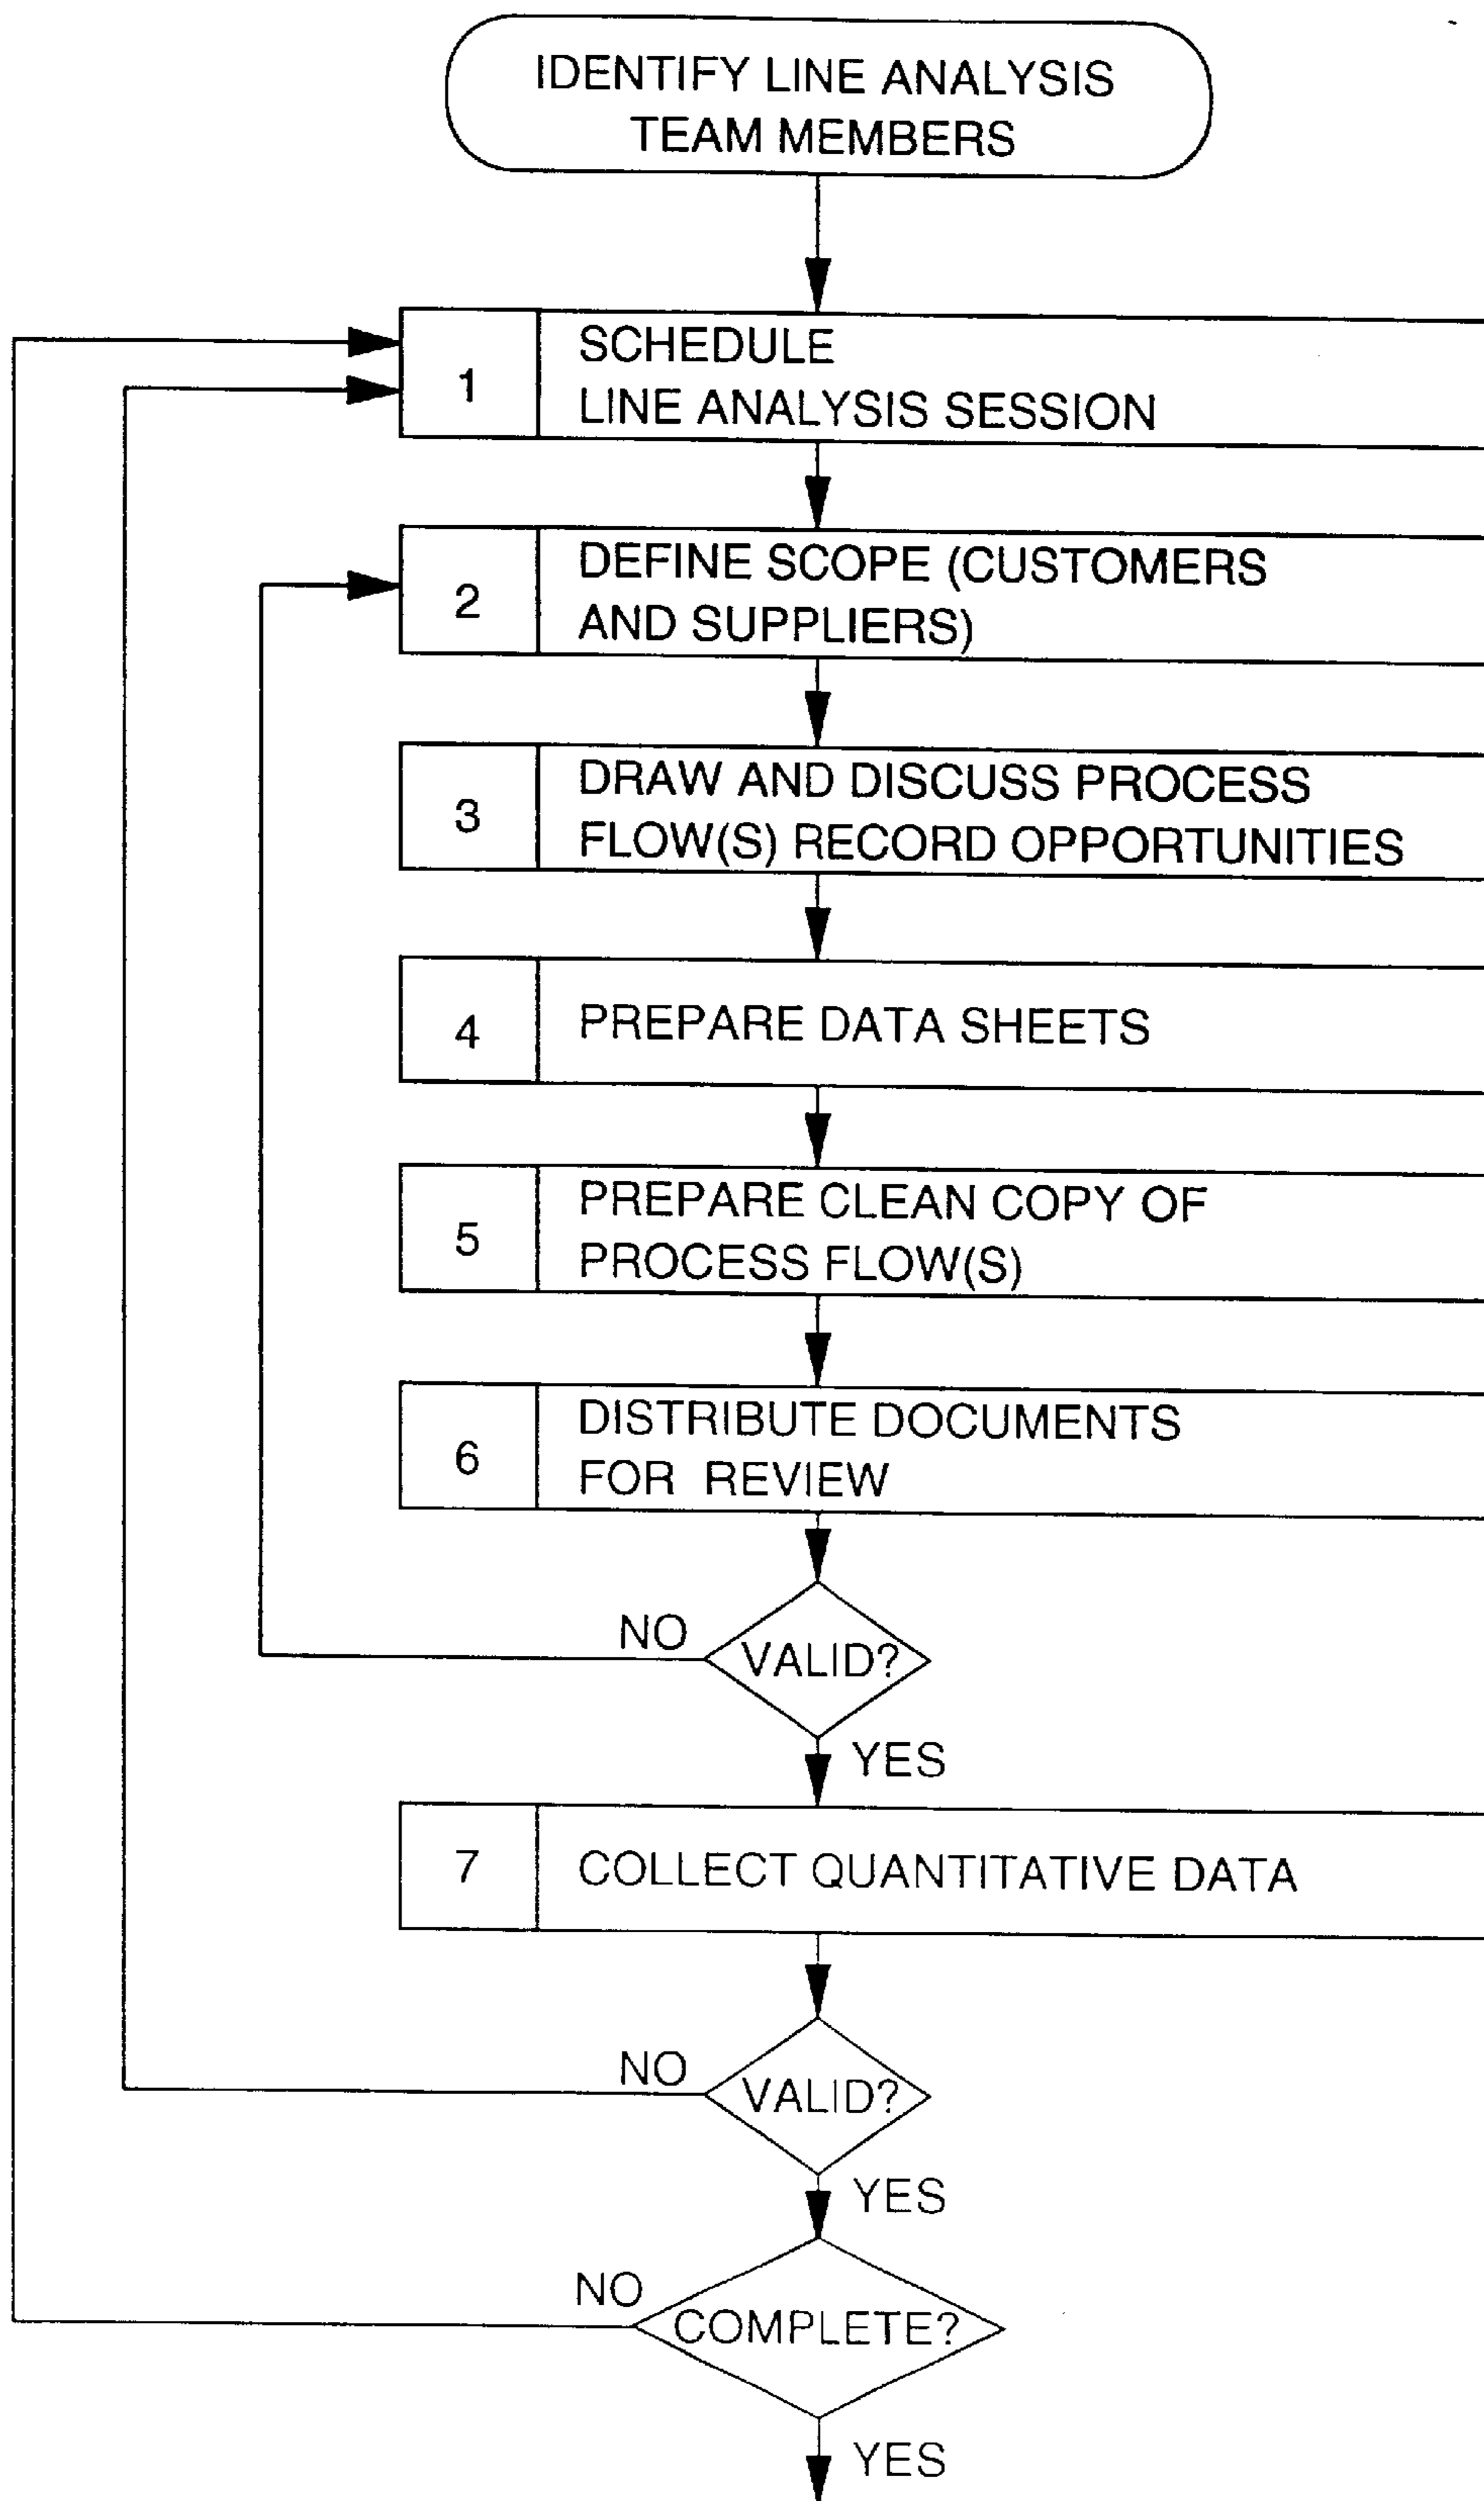 IDENTIFY LINE ANALYSIS
TEAM MEMBERS
1
SCHEDULE
LINE ANALYSIS SESSION
2
DEFINE SCOPE (CUSTOMERS
AND SUPPLIERS)
3
DRAW AND DISCUSS PROCESS
FLOW(S) RECORD OPPORTUNITIES
4
PREPARE DATA SHEETS
5
PREPARE CLEAN COPY OF
PROCESS FLOW(S)
6
DISTRIBUTE DOCUMENTS
FOR REVIEW
NO
VALID?
YES
7
COLLECT QUANTITATIVE DATA
NO
VALID?
YES
NO
COMPLETE?
YES